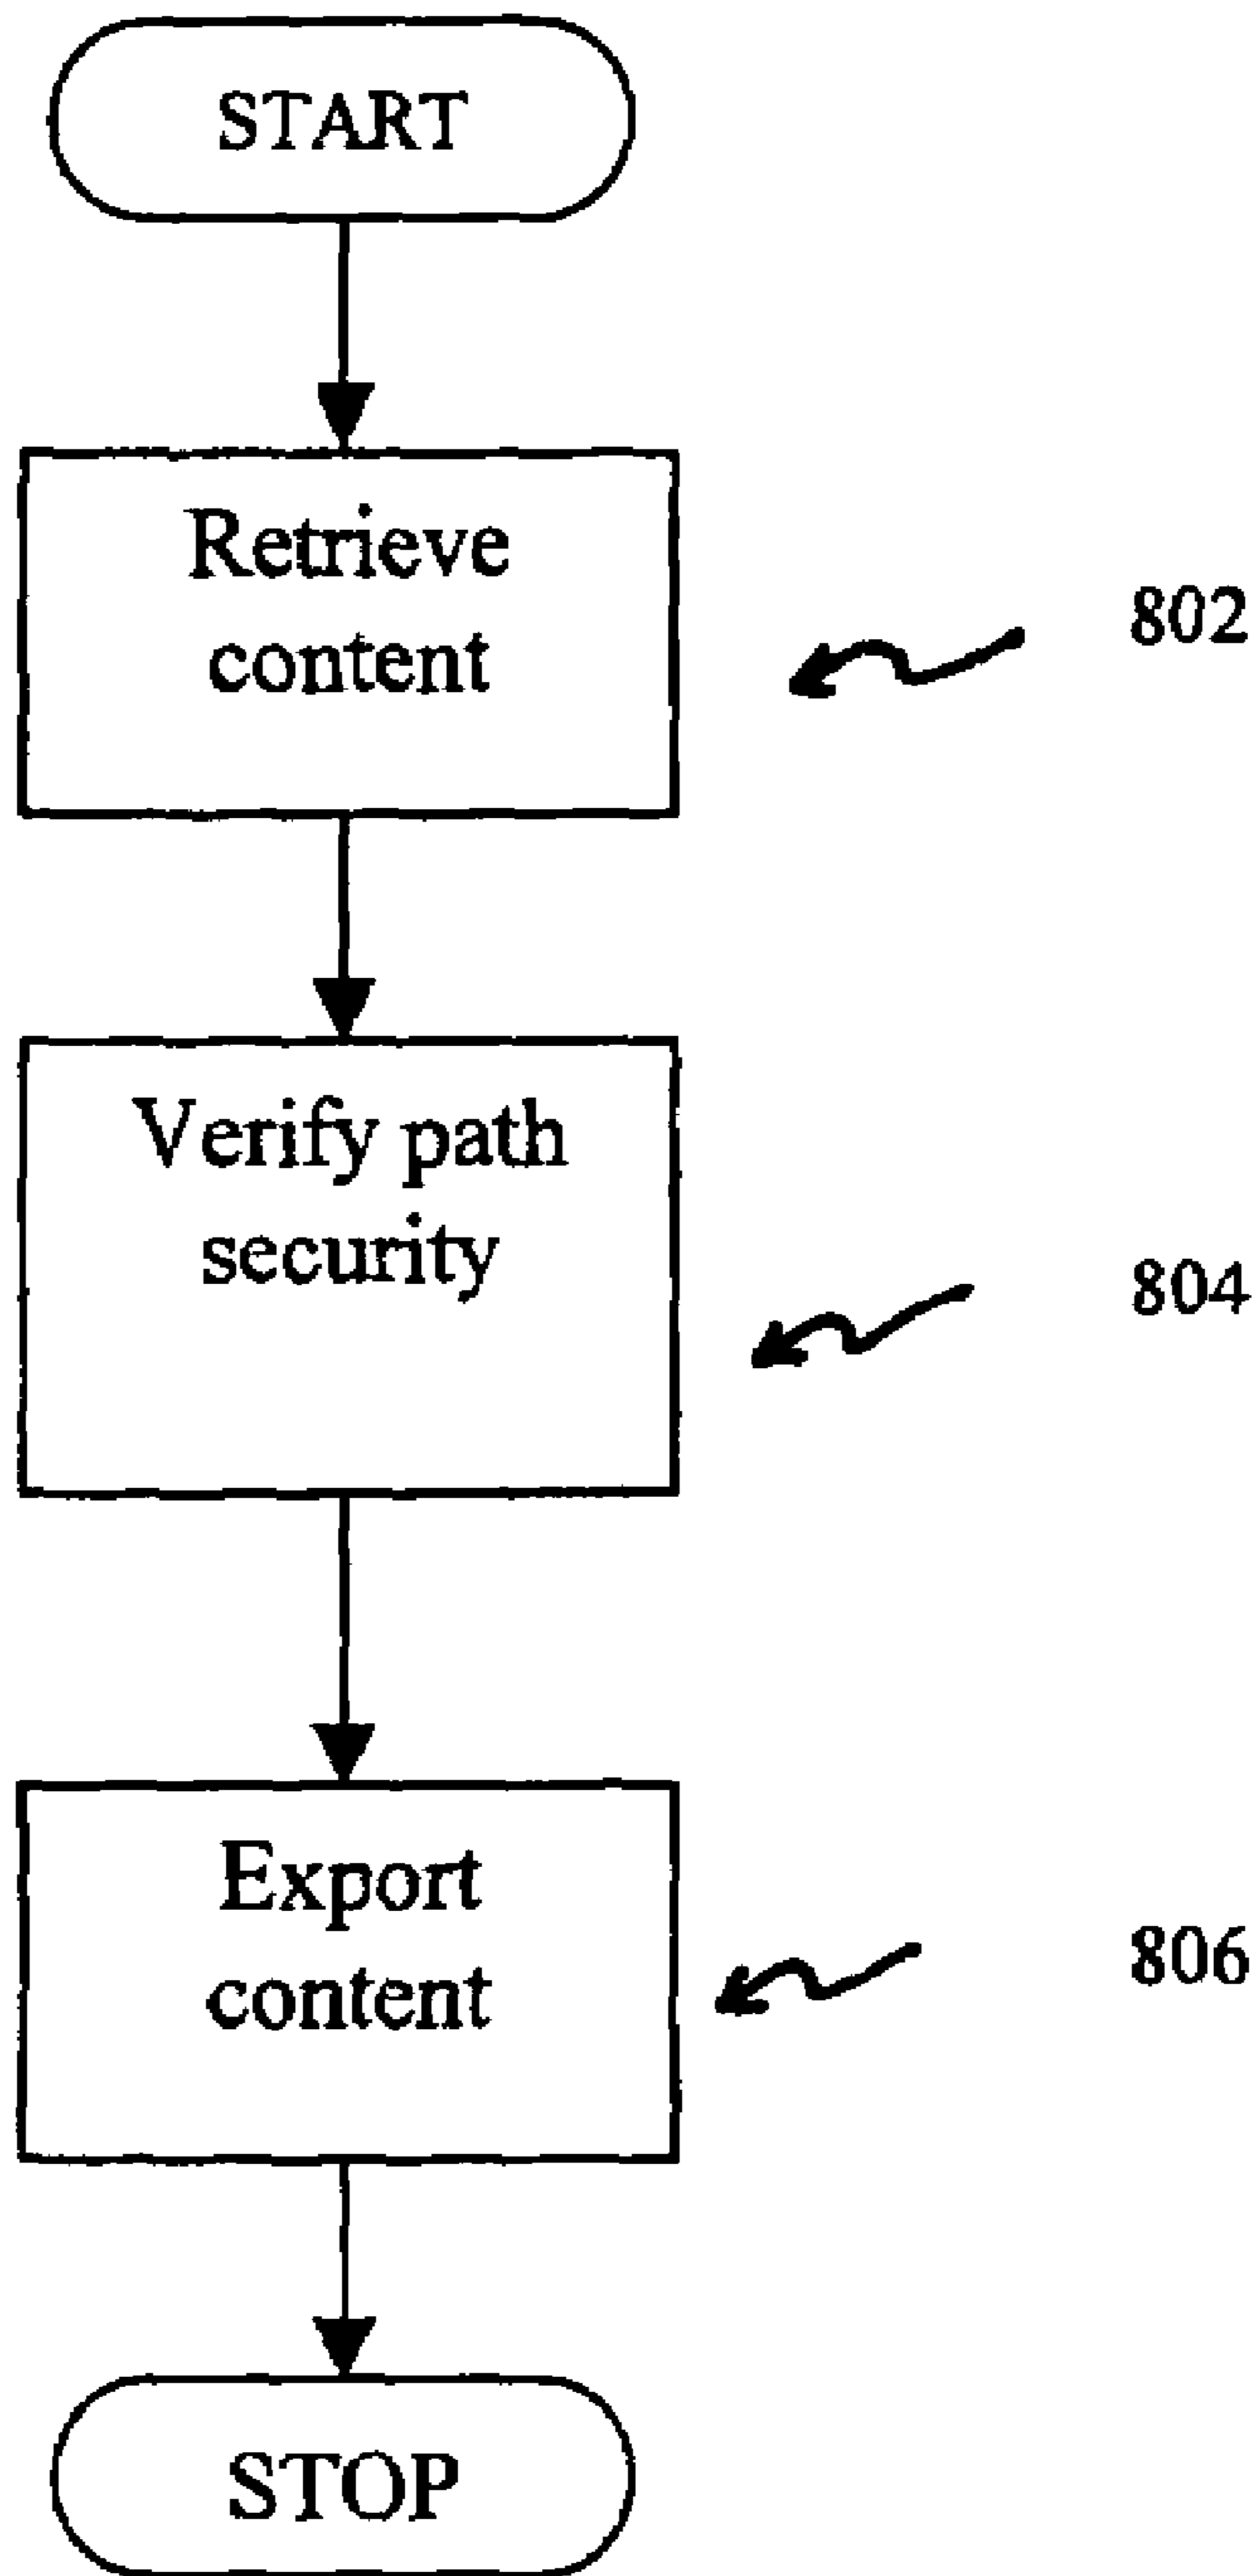 START
Retrieve
content
802
Verify path
security
804
Export
content
806
STOP